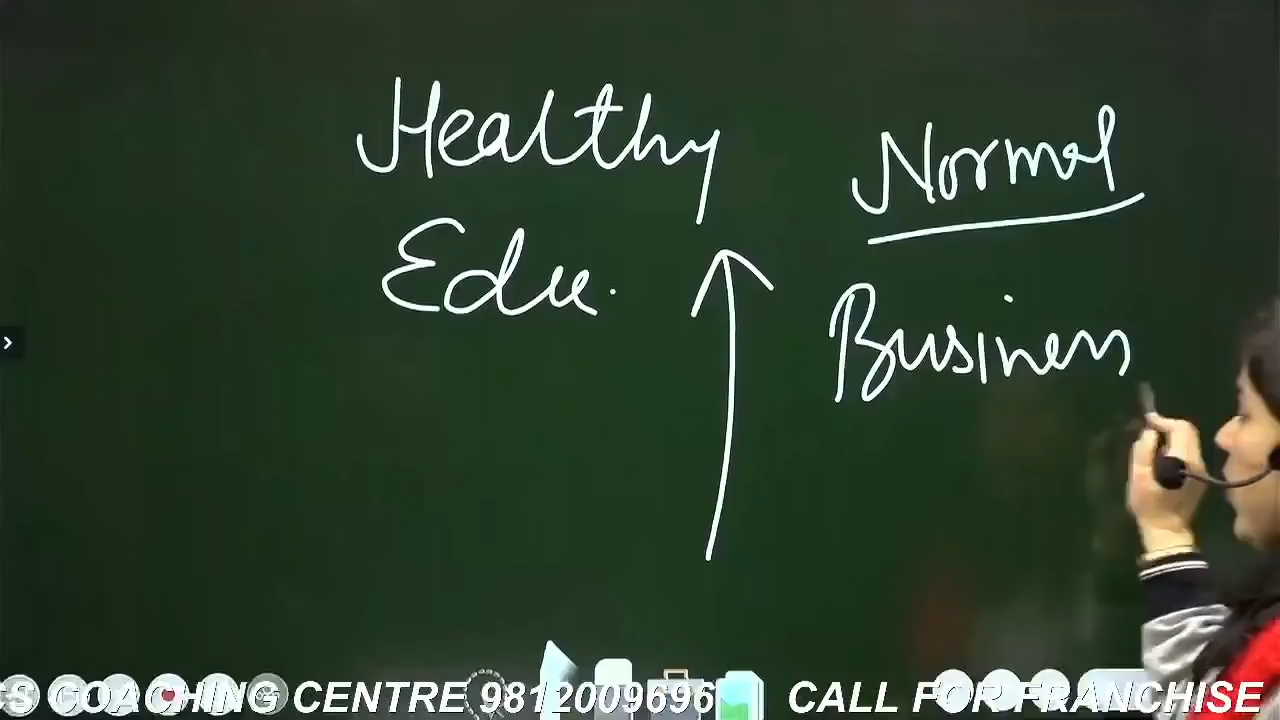 Healthy
Edu.
Normal
Business
S COACHING CENTRE 9812009696 CALL FOR FRANCHISE